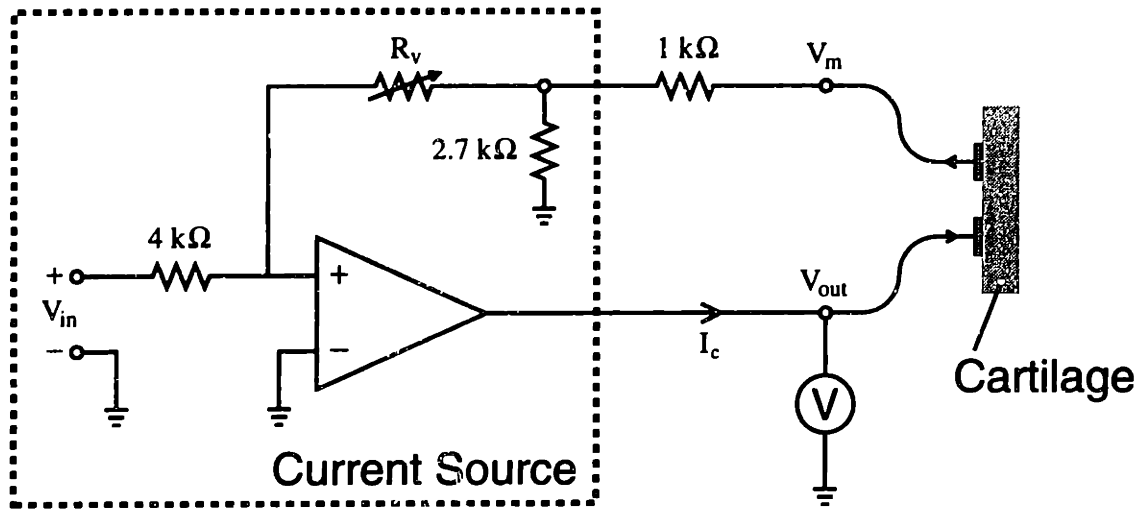 R_v
1 kΩ
V_m
2.7 kΩ
4 kΩ
+
V_in
−
+
−
V_out
I_c
V
Cartilage
Current Source